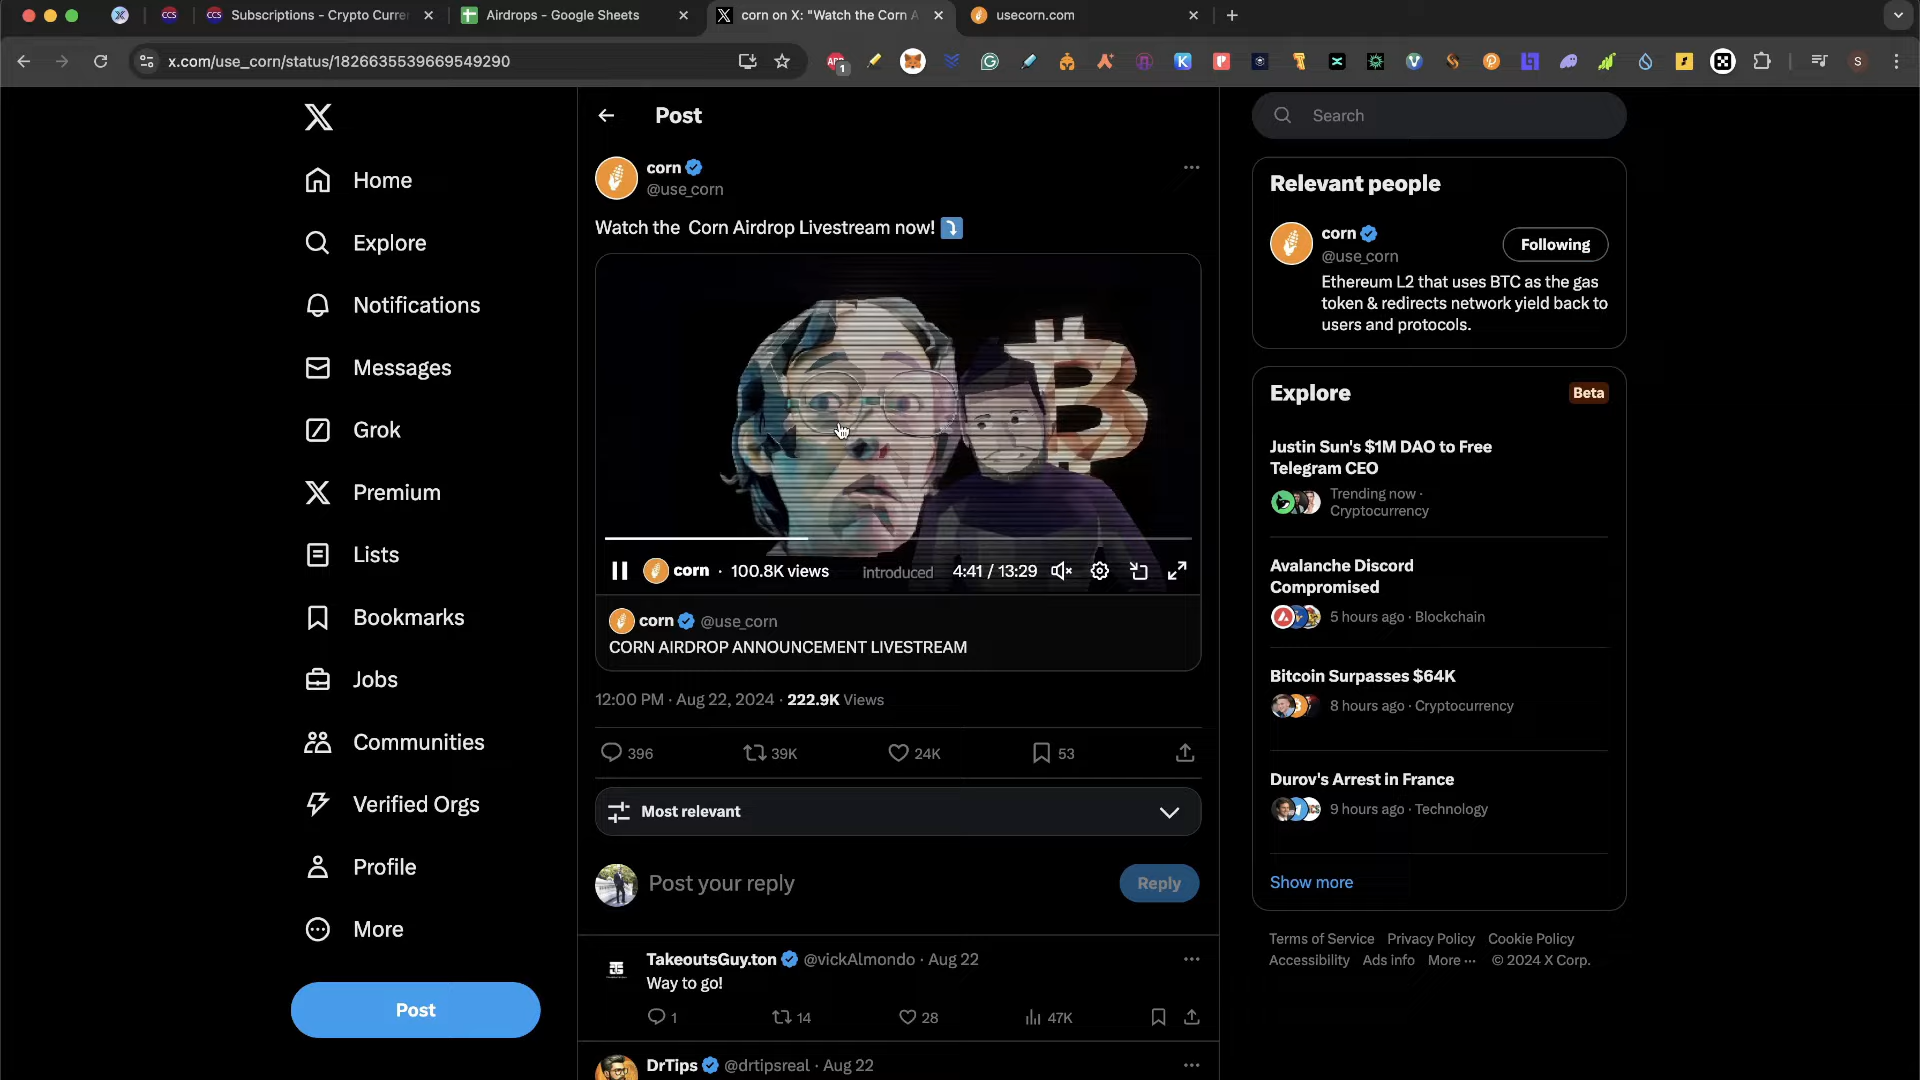 Subscriptions - Crypto Curre
Airdrops - Google Sheets
corn on X: "Watch the Corn A
usecorn.com
x.com/use_corn/status/1826635539669549290
Home
Explore
Notifications
Messages
Grok
Premium
Lists
Bookmarks
Jobs
Communities
Verified Orgs
Profile
More
Post
Post
corn
@use_corn
Watch the Corn Airdrop Livestream now!
corn · 100.8K views
introduced
4:41 / 13:29
corn @use_corn
CORN AIRDROP ANNOUNCEMENT LIVESTREAM
12:00 PM · Aug 22, 2024 · 222.9K Views
396
39K
24K
53
Most relevant
Post your reply
Reply
TakeoutsGuy.ton @vickAlmondo · Aug 22
Way to go!
1
14
28
47K
DrTips @drtipsreal · Aug 22
Search
Relevant people
corn
@use_corn
Following
Ethereum L2 that uses BTC as the gas
token & redirects network yield back to
users and protocols.
Explore
Beta
Justin Sun's $1M DAO to Free
Telegram CEO
Trending now ·
Cryptocurrency
Avalanche Discord
Compromised
5 hours ago · Blockchain
Bitcoin Surpasses $64K
8 hours ago · Cryptocurrency
Durov's Arrest in France
9 hours ago · Technology
Show more
Terms of Service Privacy Policy Cookie Policy
Accessibility Ads info More ··· © 2024 X Corp.